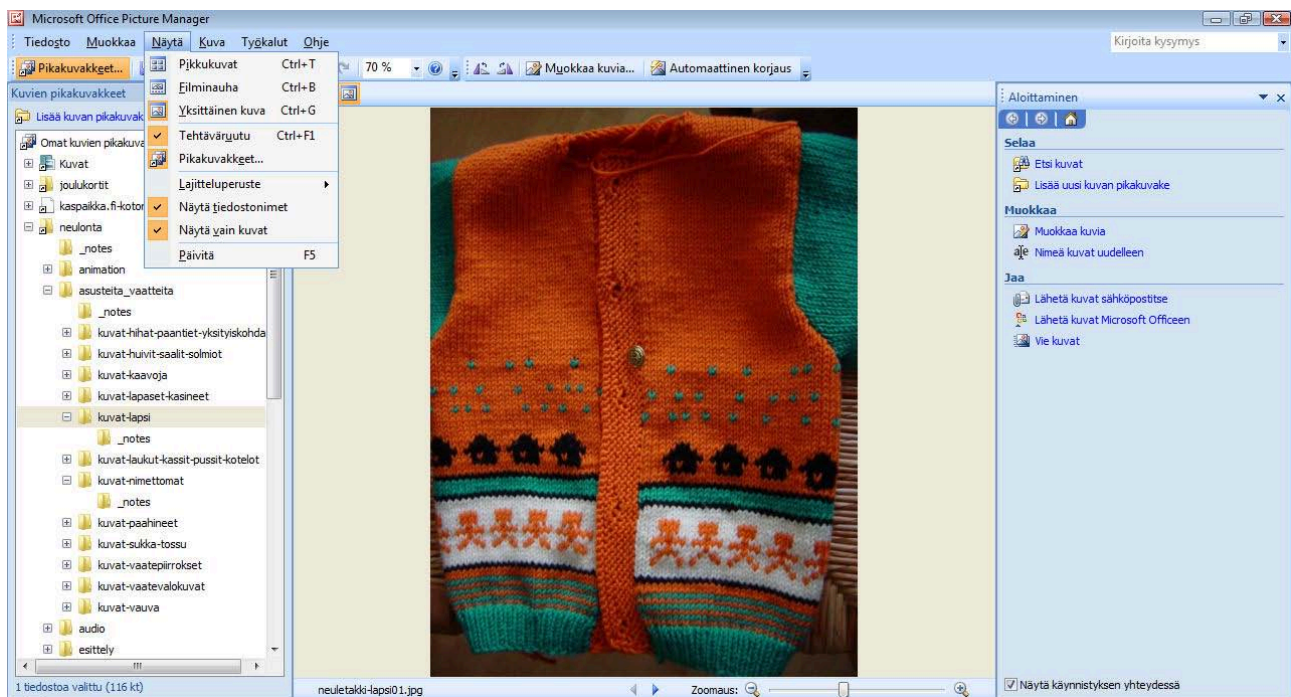 Microsoft Office Picture Manager
Tiedosto Muokkaa Näytä Kuva Työkalut Ohje
Kirjoita kysymys
Pikakuvakkeet...
70 %
Muokkaa kuvia...
Automaattinen korjaus
Pikkukuvat Ctrl+T
Filminauha Ctrl+B
Yksittäinen kuva Ctrl+G
Tehtäväruutu Ctrl+F1
Pikakuvakkeet...
Lajitteluperuste
Näytä tiedostonimet
Näytä vain kuvat
Päivitä F5
Kuvien pikakuvakkeet
Lisää kuvan pikakuvak
Omat kuvien pikakuva
Kuvat
joulukortit
kaspaikka.fi-kotor
neulonta
_notes
animation
asusteita_vaatteita
_notes
kuvat-hihat-paantiet-yksityiskohda
kuvat-huivit-saalit-solmiot
kuvat-kaavoja
kuvat-lapaset-kasineet
kuvat-lapsi
_notes
kuvat-laukut-kassit-pussit-kotelot
kuvat-nimettomat
_notes
kuvat-paahineet
kuvat-sukka-tossu
kuvat-vaatepiirrokset
kuvat-vaatevalokuvat
kuvat-vauva
audio
esittely
1 tiedostoa valittu (116 kt)
neuletakki-lapsi01.jpg
Zoomaus:
Aloittaminen
Selaa
Etsi kuvat
Lisää uusi kuvan pikakuvake
Muokkaa
Muokkaa kuvia
Nimeä kuvat uudelleen
Jaa
Lähetä kuvat sähköpostitse
Lähetä kuvat Microsoft Officeen
Vie kuvat
Näytä käynnistyksen yhteydessä